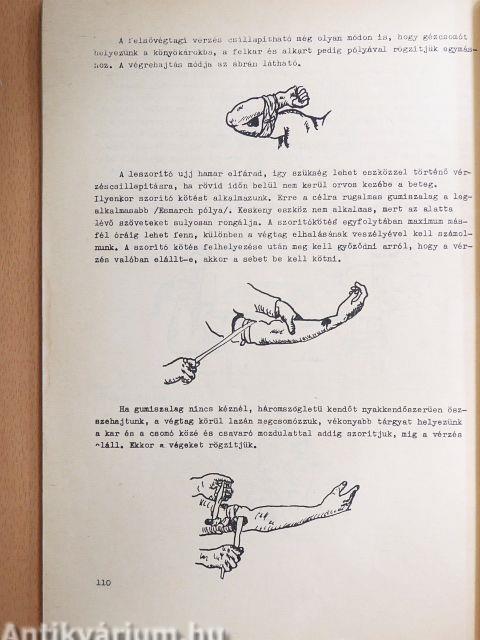 A felsővégtagi vérzés csillapítható még olyan módon is, hogy gézcsomót
helyezünk a könyökárokba, a felkar és alkart pedig pólyával rögzítjük egymás-
hoz. A végrehajtás módja az ábrán látható.
A leszorító ujj hamar elfárad, így szükség lehet eszközzel történő vér-
zéscsillapításra, ha rövid időn belül nem kerül orvos kezébe a beteg.
Ilyenkor szorító kötést alkalmazunk. Erre a célra rugalmas gumiszalag a leg-
alkalmasabb /Esmarch pólya/. Keskeny eszköz nem alkalmas, mert az alatta
lévő szöveteket sulyosan rongálja. A szorítókötés egyfolytában maximum más-
fél óráig lehet fenn, különben a végtag elhalásának veszélyével kell számol-
nunk. A szorító kötés felhelyezése után meg kell győződni arról, hogy a vér-
zés valóban elállt-e, akkor a sebet be kell kötni.
Ha gumiszalag nincs kéznél, háromszögletű kendőt nyakkendőszerűen ösz-
szehajtunk, a végtag körül lazán megcsomózzuk, vékonyabb tárgyat helyezünk
a kar és a csomó közé és csavaró mozdulattal addig szorítjuk, míg a vérzés
eláll. Ekkor a végeket rögzítjük.
110
Antikvárium.hu